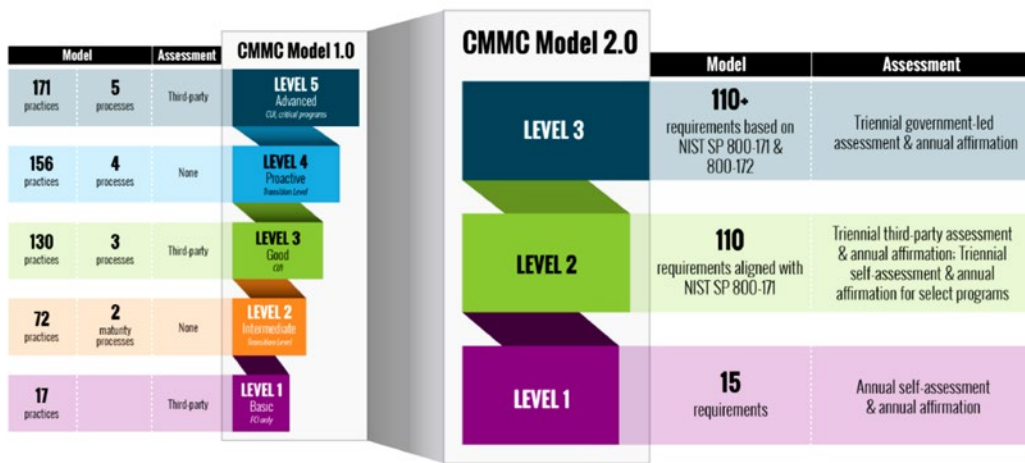 CMMC Model 1.0
Model
Assessment
171
practices
5
processes
Third-party
LEVEL 5
Advanced
CUI, critical programs
156
practices
4
processes
None
LEVEL 4
Proactive
Transition Level
130
practices
3
processes
Third-party
LEVEL 3
Good
CUI
72
practices
2
maturity
processes
None
LEVEL 2
Intermediate
Transition Level
17
practices
Third-party
LEVEL 1
Basic
FCI only
CMMC Model 2.0
Model
Assessment
LEVEL 3
110+
requirements based on
NIST SP 800-171 &
800-172
Triennial government-led
assessment & annual affirmation
LEVEL 2
110
requirements aligned with
NIST SP 800-171
Triennial third-party assessment
& annual affirmation; Triennial
self-assessment & annual
affirmation for select programs
LEVEL 1
15
requirements
Annual self-assessment
& annual affirmation